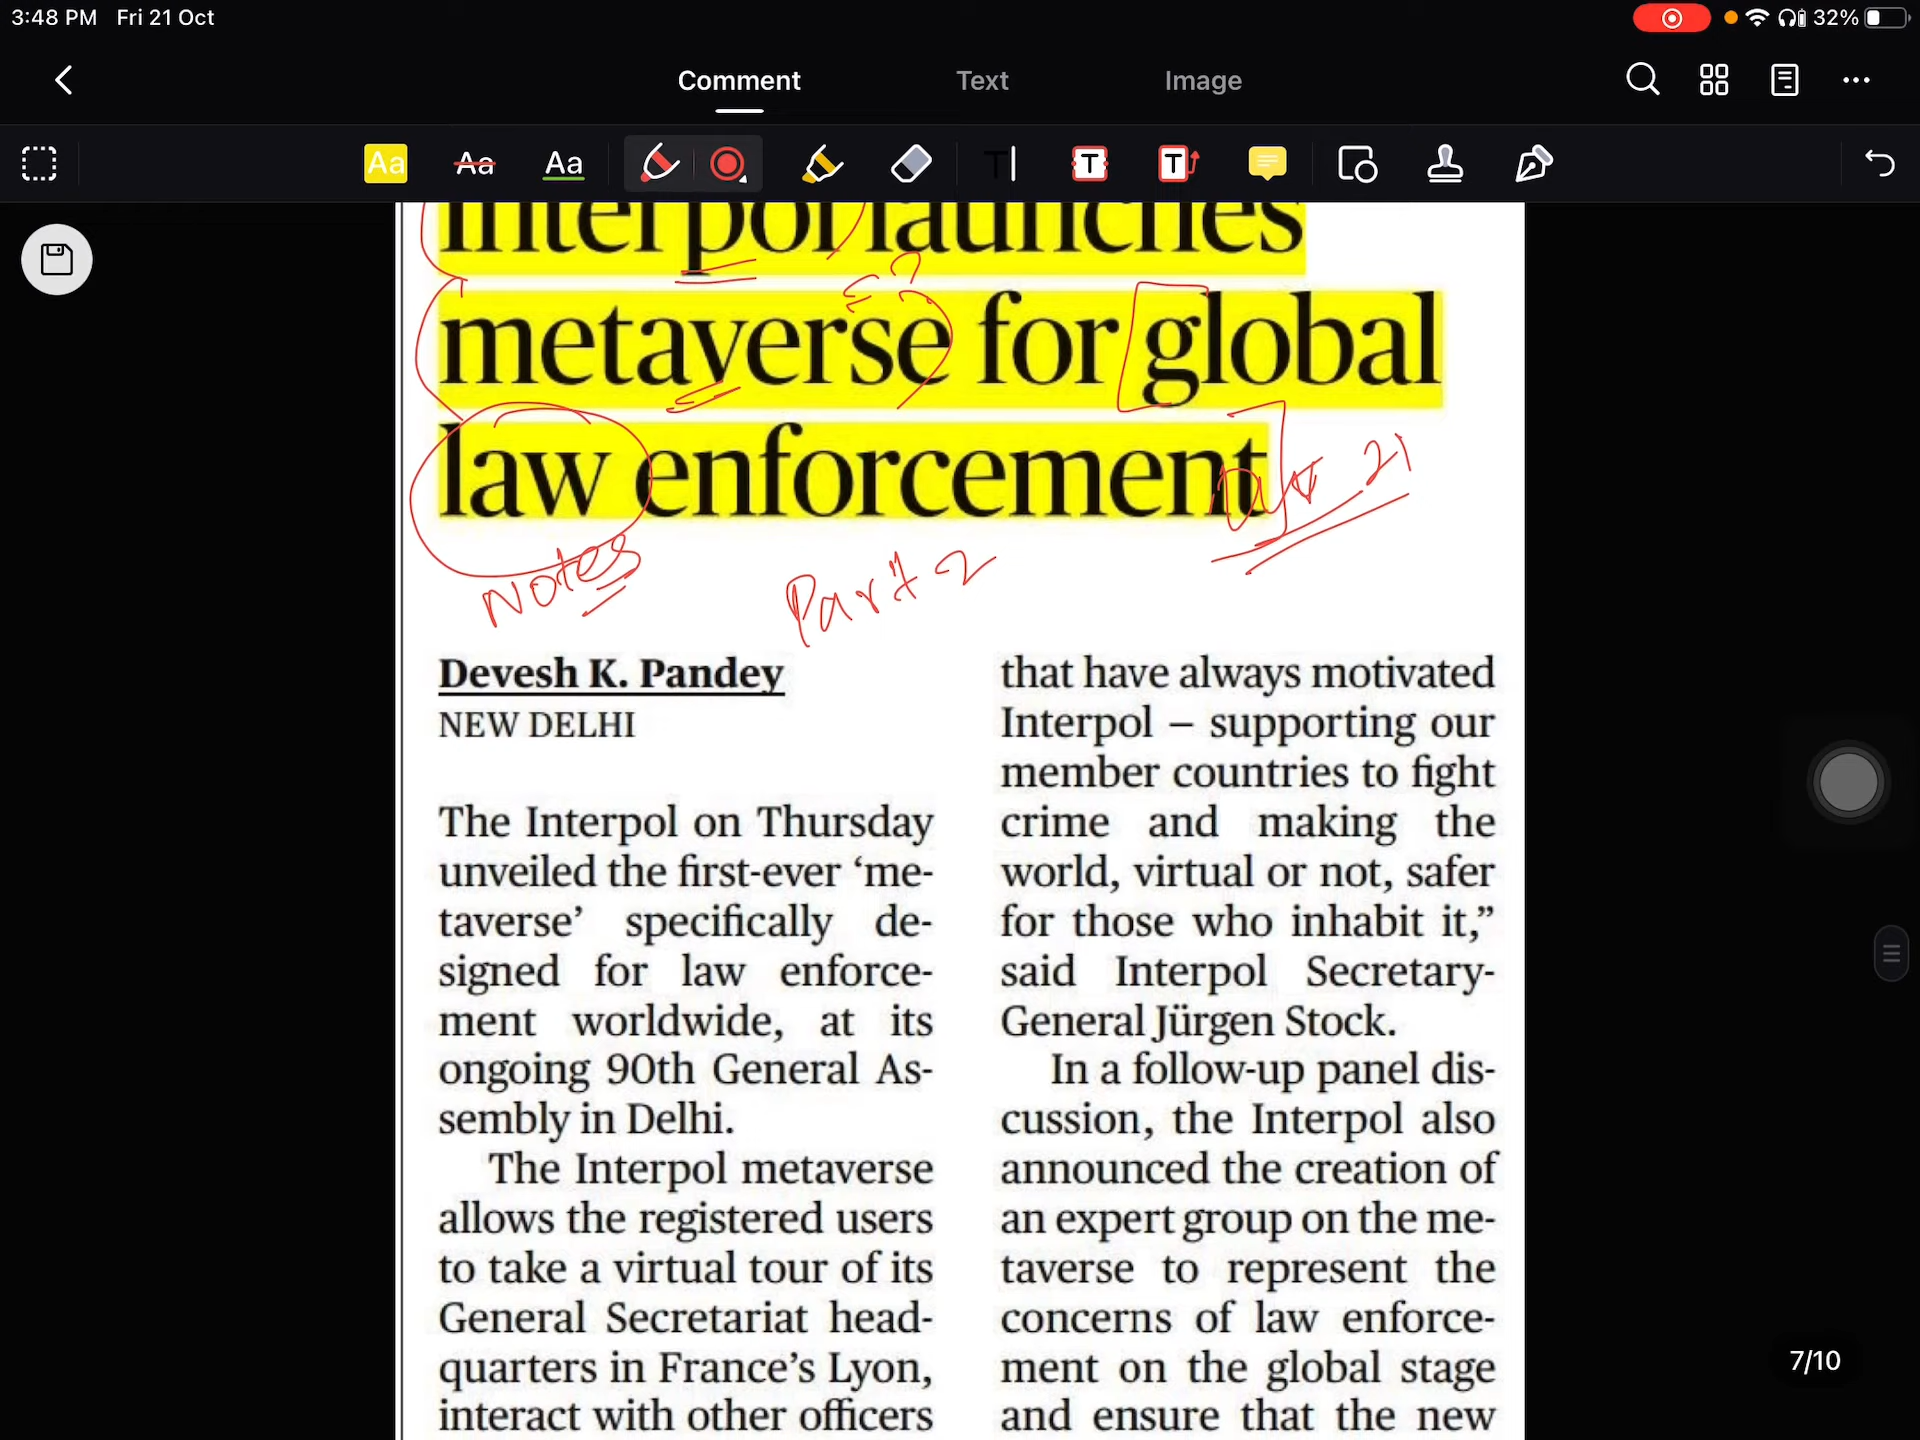 3:48 PM Fri 21 Oct
32%
Comment
Text
Image
Aa
Aa
Aa
T
T
T
Interpol launches
metaverse for global
law enforcement
21
Notes
Part 2
Devesh K. Pandey
NEW DELHI
The Interpol on Thursday
unveiled the first-ever ‘me-
taverse’ specifically de-
signed for law enforce-
ment worldwide, at its
ongoing 90th General As-
sembly in Delhi.
The Interpol metaverse
allows the registered users
to take a virtual tour of its
General Secretariat head-
quarters in France’s Lyon,
interact with other officers
that have always motivated
Interpol – supporting our
member countries to fight
crime and making the
world, virtual or not, safer
for those who inhabit it,”
said Interpol Secretary-
General Jürgen Stock.
In a follow-up panel dis-
cussion, the Interpol also
announced the creation of
an expert group on the me-
taverse to represent the
concerns of law enforce-
ment on the global stage
and ensure that the new
7/10